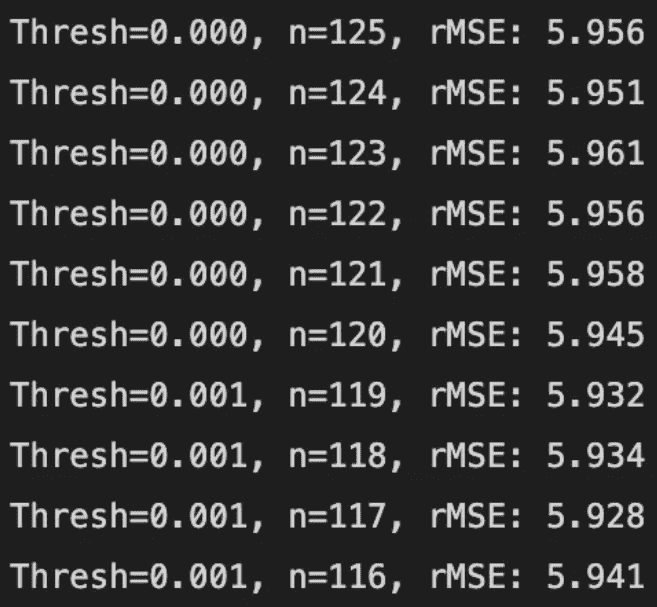 Thresh=0.000, n=125, rMSE: 5.956
Thresh=0.000, n=124, rMSE: 5.951
Thresh=0.000, n=123, rMSE: 5.961
Thresh=0.000, n=122, rMSE: 5.956
Thresh=0.000, n=121, rMSE: 5.958
Thresh=0.000, n=120, rMSE: 5.945
Thresh=0.001, n=119, rMSE: 5.932
Thresh=0.001, n=118, rMSE: 5.934
Thresh=0.001, n=117, rMSE: 5.928
Thresh=0.001, n=116, rMSE: 5.941